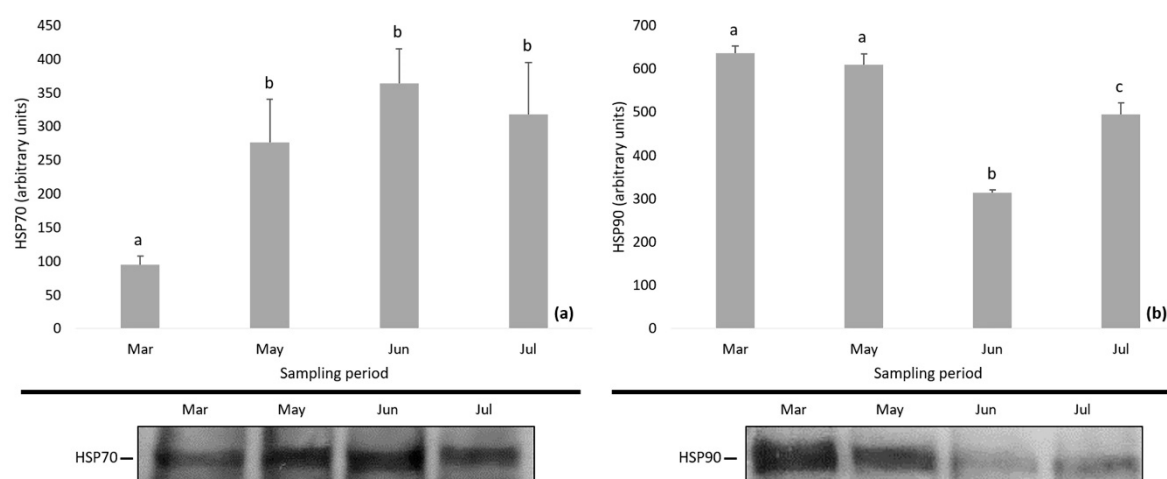 HSP70 (arbitrary units)
450
400
350
300
250
200
150
100
50
0
a
b
b
b
(a)
Mar May Jun Jul
Sampling period
HSP90 (arbitrary units)
700
600
500
400
300
200
100
0
a
a
b
c
(b)
Mar May Jun Jul
Sampling period
Mar May Jun Jul
HSP70
Mar May Jun Jul
HSP90